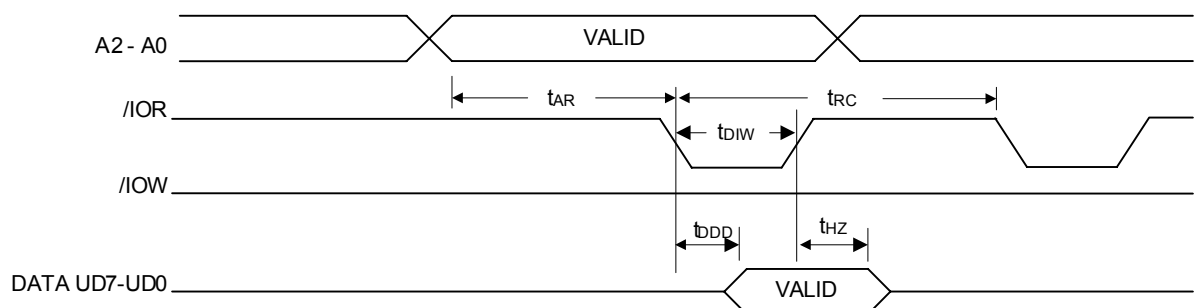 A2 - A0
VALID
tAR
tRC
/IOR
tDIW
/IOW
tDDD
tHZ
DATA UD7-UD0
VALID